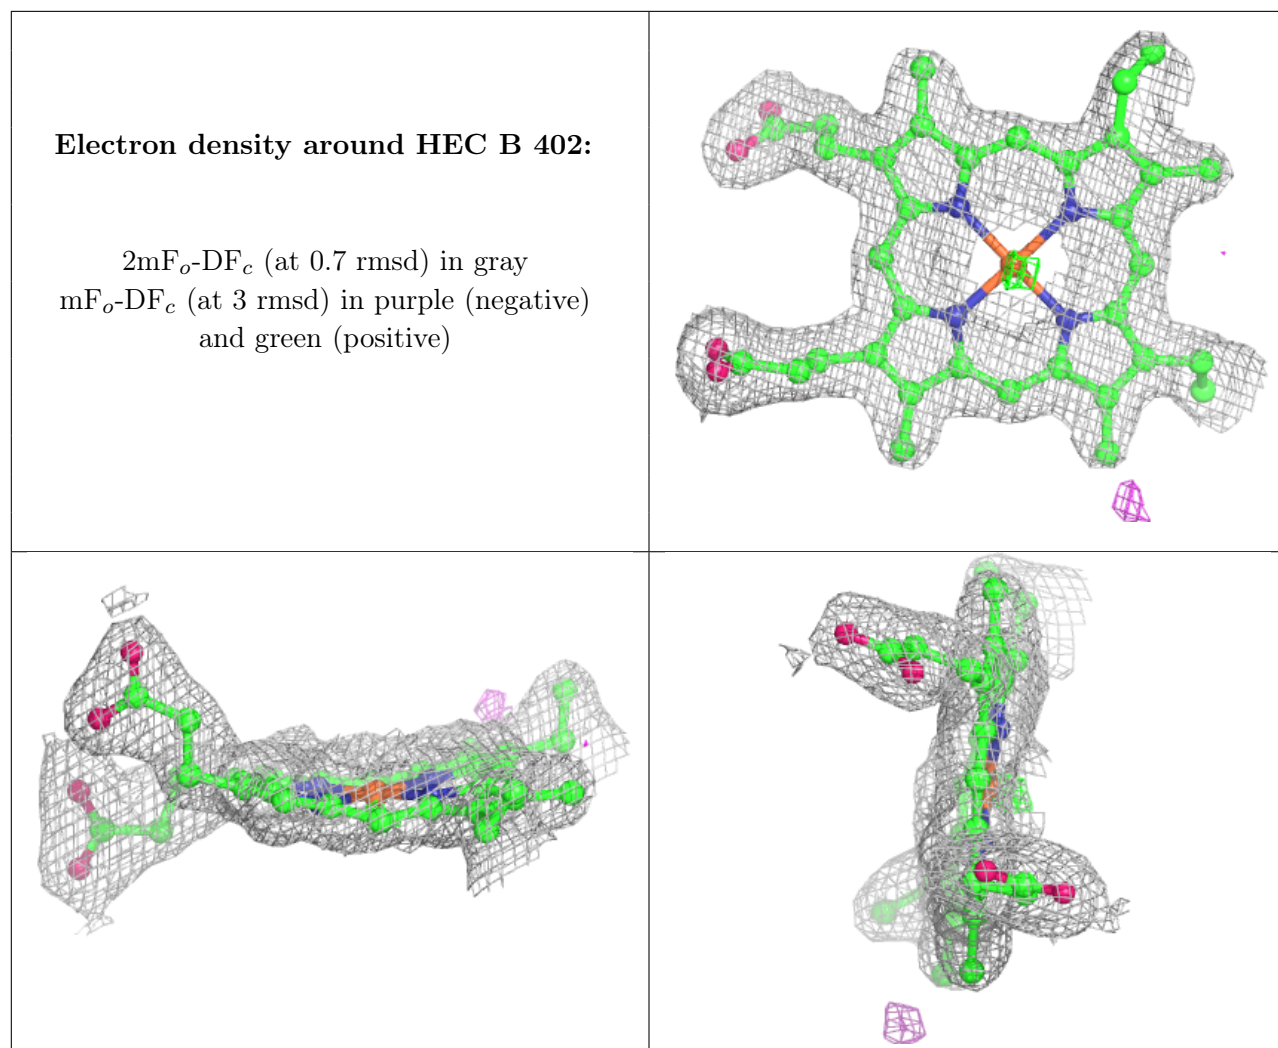 Electron density around HEC B 402:
2mFo-DFc (at 0.7 rmsd) in gray
mFo-DFc (at 3 rmsd) in purple (negative)
and green (positive)